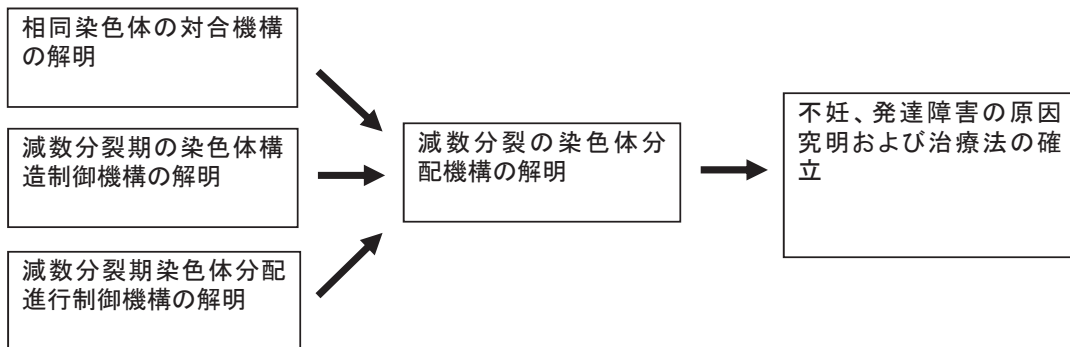 相同染色体の対合機構
の解明
減数分裂期の染色体構
造制御機構の解明
減数分裂期染色体分配
進行制御機構の解明
減数分裂の染色体分
配機構の解明
不妊、発達障害の原因
究明および治療法の確
立